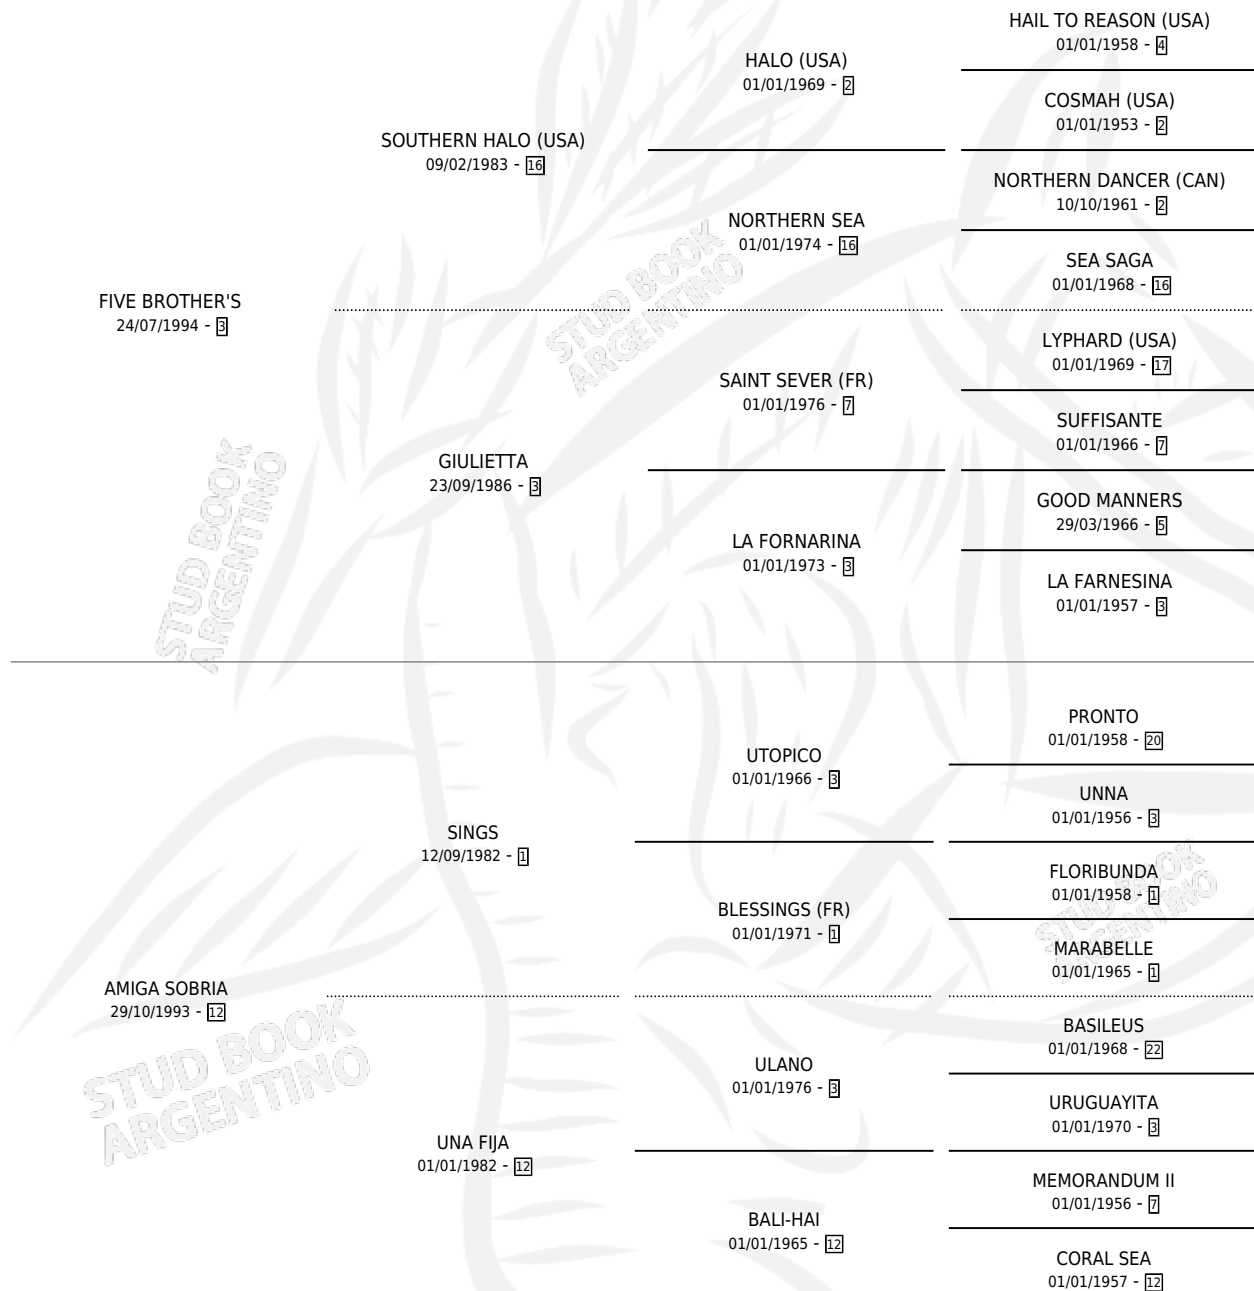 HAIL TO REASON (USA)
01/01/1958 - 4
HALO (USA)
01/01/1969 - 2
COSMAH (USA)
01/01/1953 - 2
SOUTHERN HALO (USA)
09/02/1983 - 16
NORTHERN DANCER (CAN)
10/10/1961 - 2
NORTHERN SEA
01/01/1974 - 16
SEA SAGA
01/01/1968 - 16
STUD BOOK
ARGENTINO
FIVE BROTHER'S
24/07/1994 - 3
LYPHARD (USA)
01/01/1969 - 17
SAINT SEVER (FR)
01/01/1976 - 7
SUFFISANTE
01/01/1966 - 7
GIULIETTA
23/09/1986 - 3
GOOD MANNERS
29/03/1966 - 5
LA FORNARINA
01/01/1973 - 3
LA FARNESINA
01/01/1957 - 3
STUD BOOK
ARGENTINO
PRONTO
01/01/1958 - 20
UTOPICO
01/01/1966 - 3
UNNA
01/01/1956 - 3
SINGS
12/09/1982 - 1
FLORIBUNDA
01/01/1958 - 1
BLESSINGS (FR)
01/01/1971 - 1
MARABELLE
01/01/1965 - 1
STUD BOOK
ARGENTINO
AMIGA SOBRIA
29/10/1993 - 12
BASILEUS
01/01/1968 - 22
ULANO
01/01/1976 - 3
URUGUAYITA
01/01/1970 - 3
STUD BOOK
ARGENTINO
UNA FIJA
01/01/1982 - 12
MEMORANDUM II
01/01/1956 - 7
BALI-HAI
01/01/1965 - 12
CORAL SEA
01/01/1957 - 12